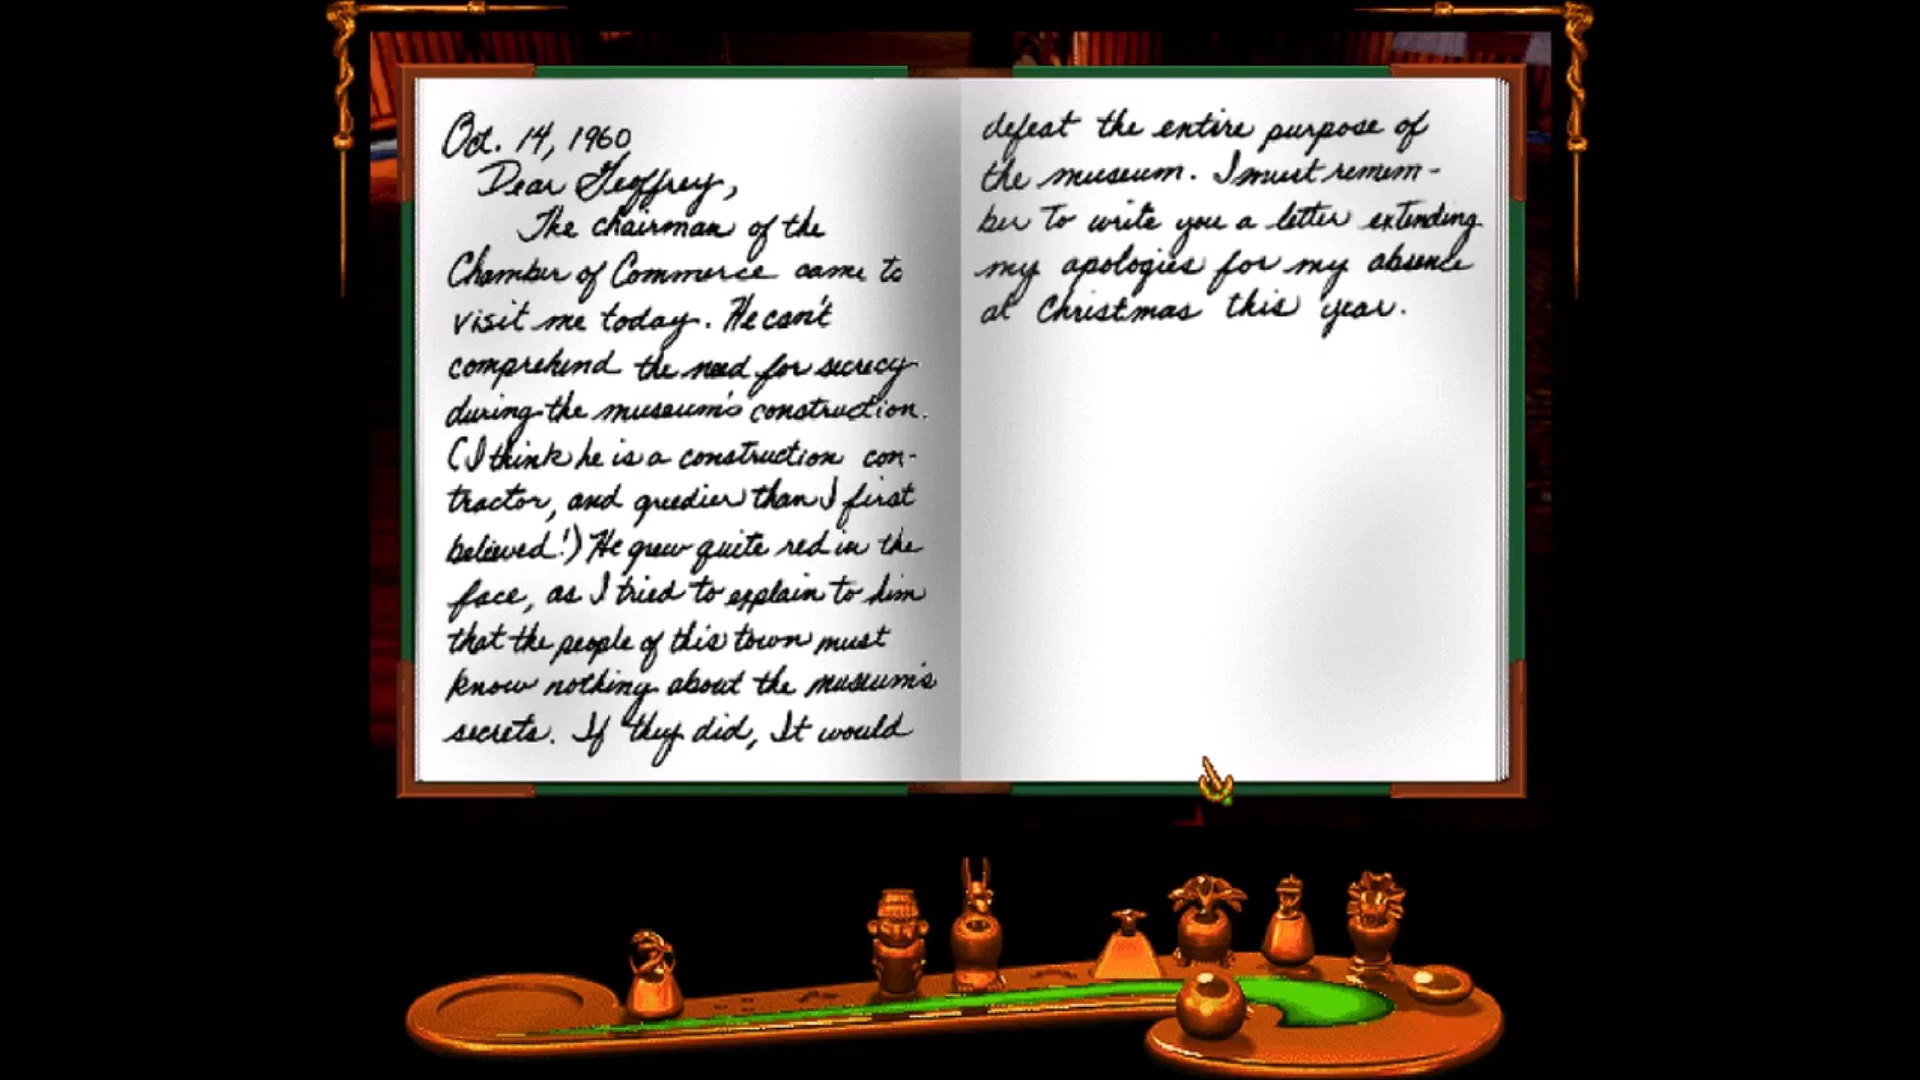 Oct. 14, 1960
Dear Geoffrey,
The chairman of the
Chamber of Commerce came to
visit me today. He can't
comprehend the need for secrecy
during the museum's construction.
(I think he is a construction con-
tractor, and greedier than I first
believed!) He grew quite red in the
face, as I tried to explain to him
that the people of this town must
know nothing about the museum's
secrets. If they did, It would
defeat the entire purpose of
the museum. I must remem-
ber to write you a letter extending
my apologies for my absence
at Christmas this year.